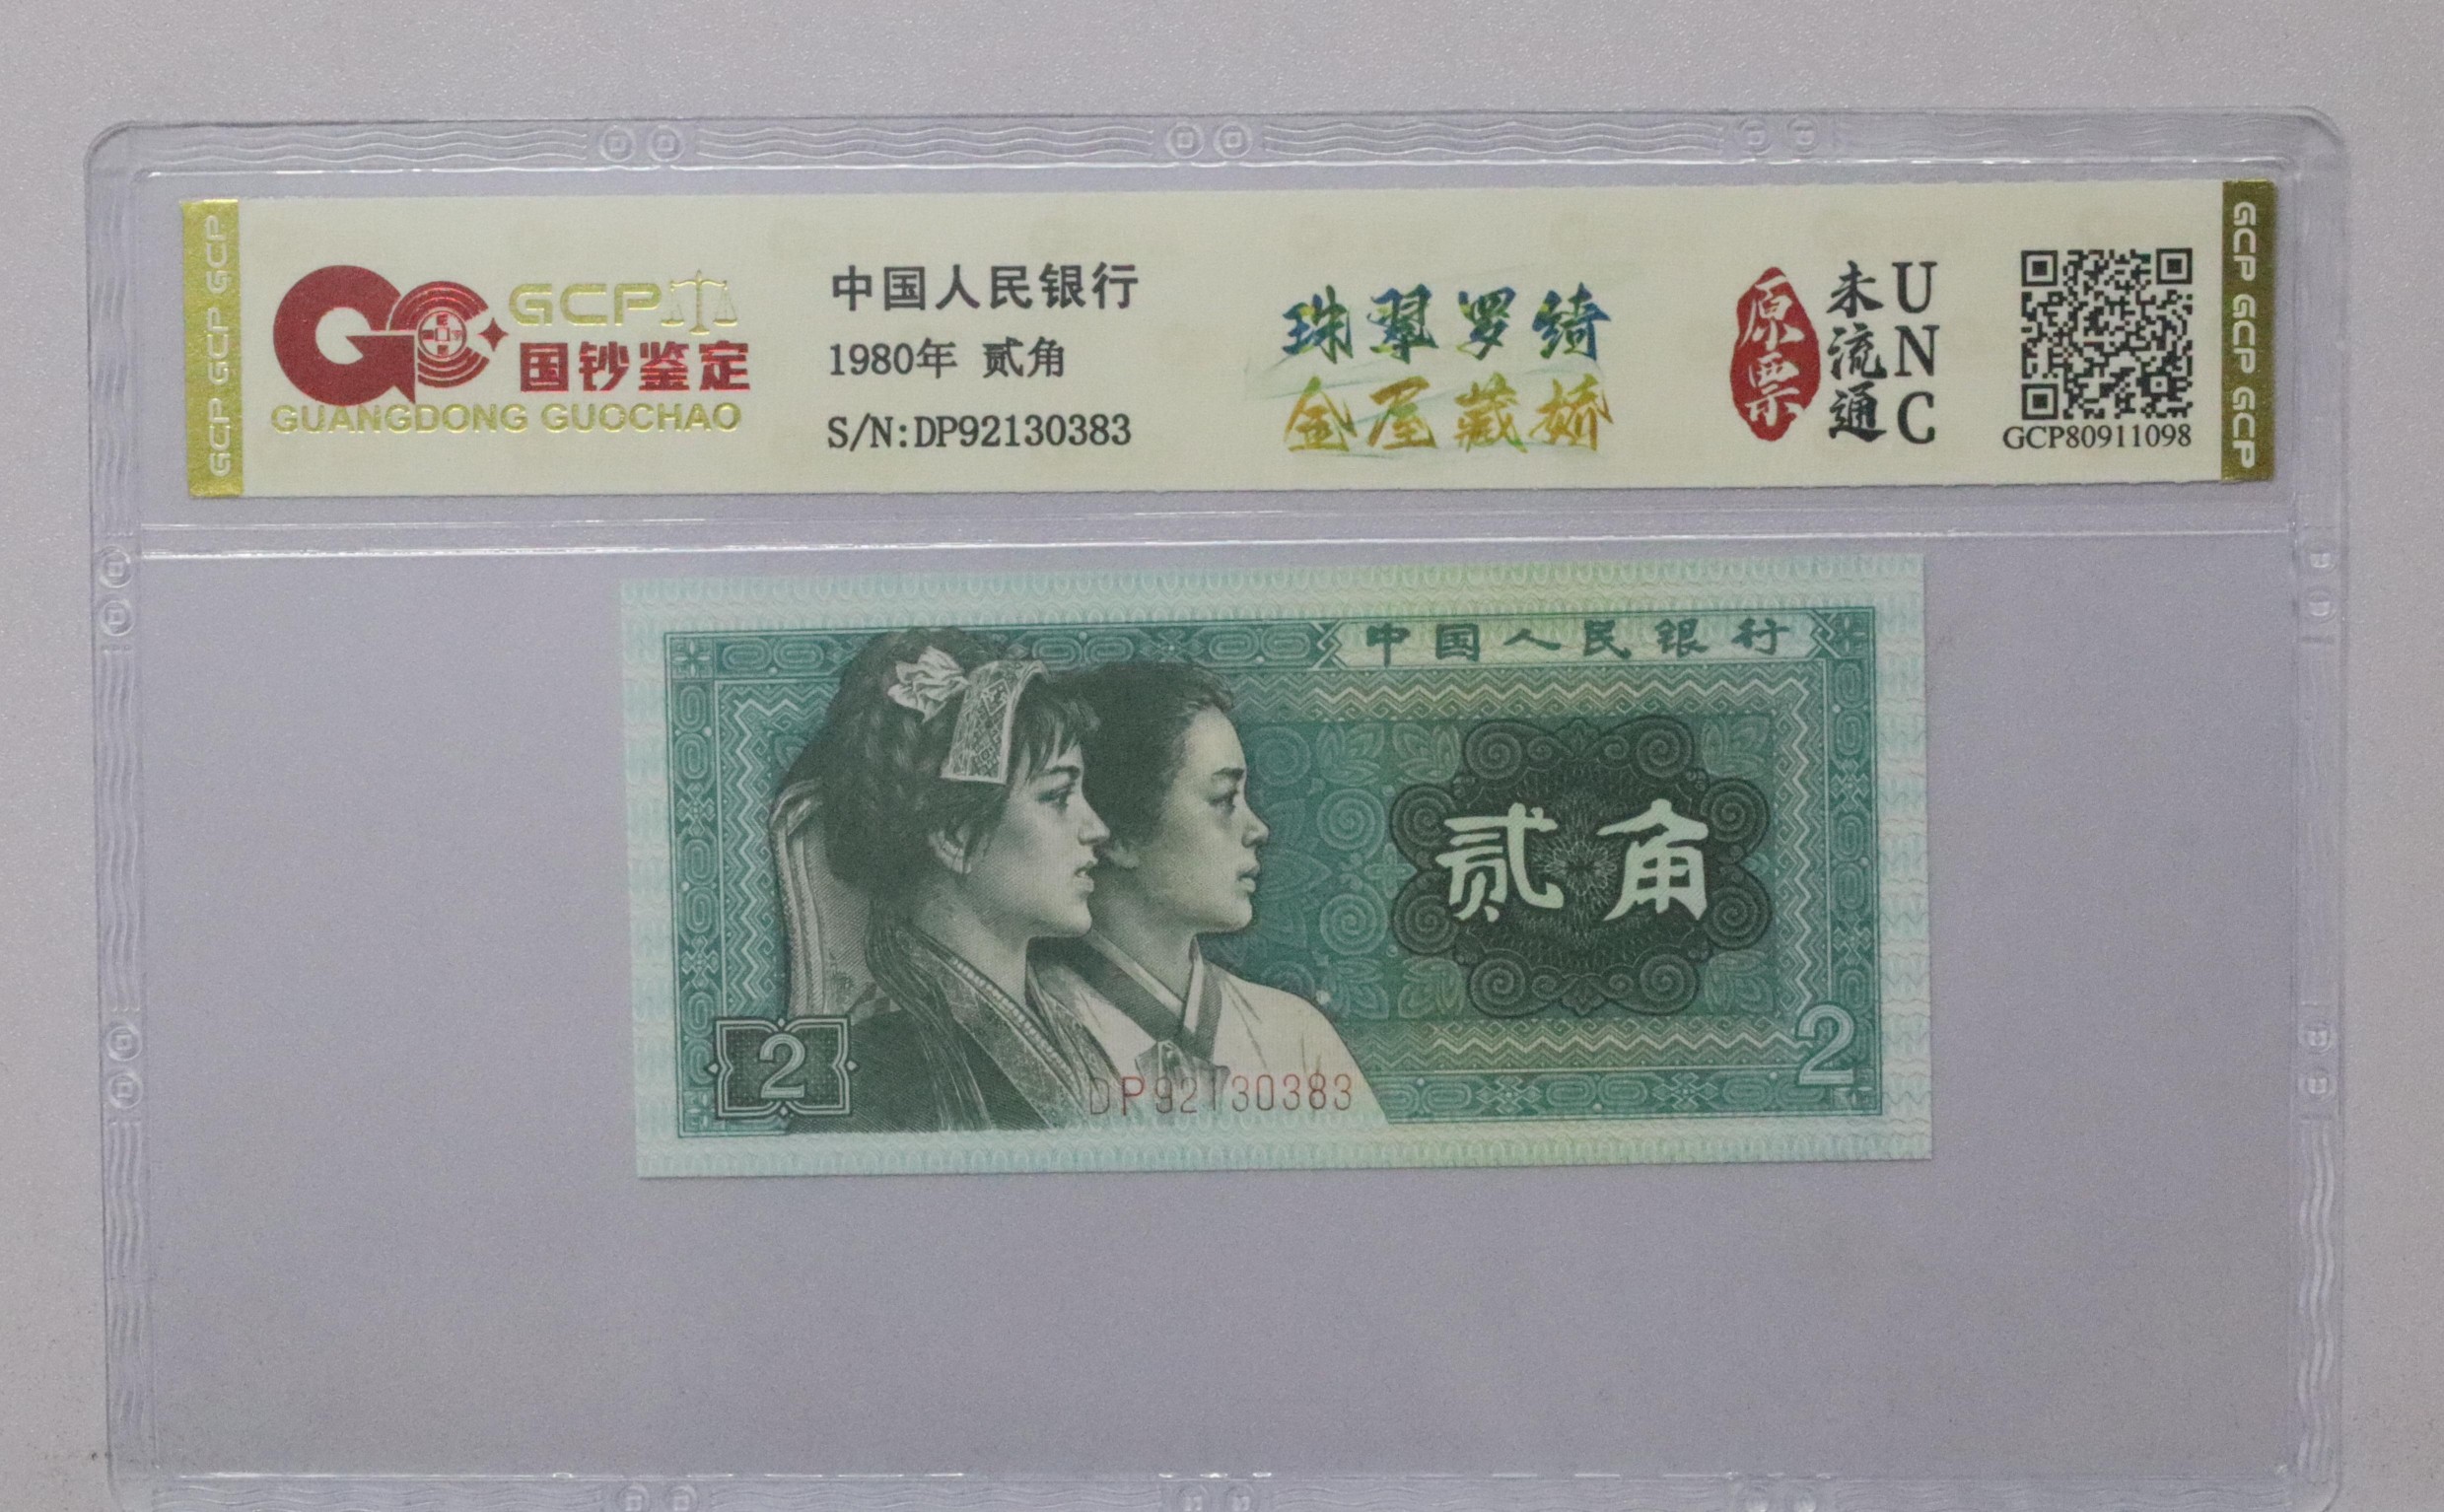 GCP GCP GCP
GCP
国钞鉴定
GUANGDONG GUOCHAO
中国人民银行
1980年 贰角
S/N:DP92130383
珠翠罗绮
金屋藏娇
原票
未流通
UNC
GCP80911098
GCP GCP GCP
中国人民银行
贰角
2
2
DP92130383